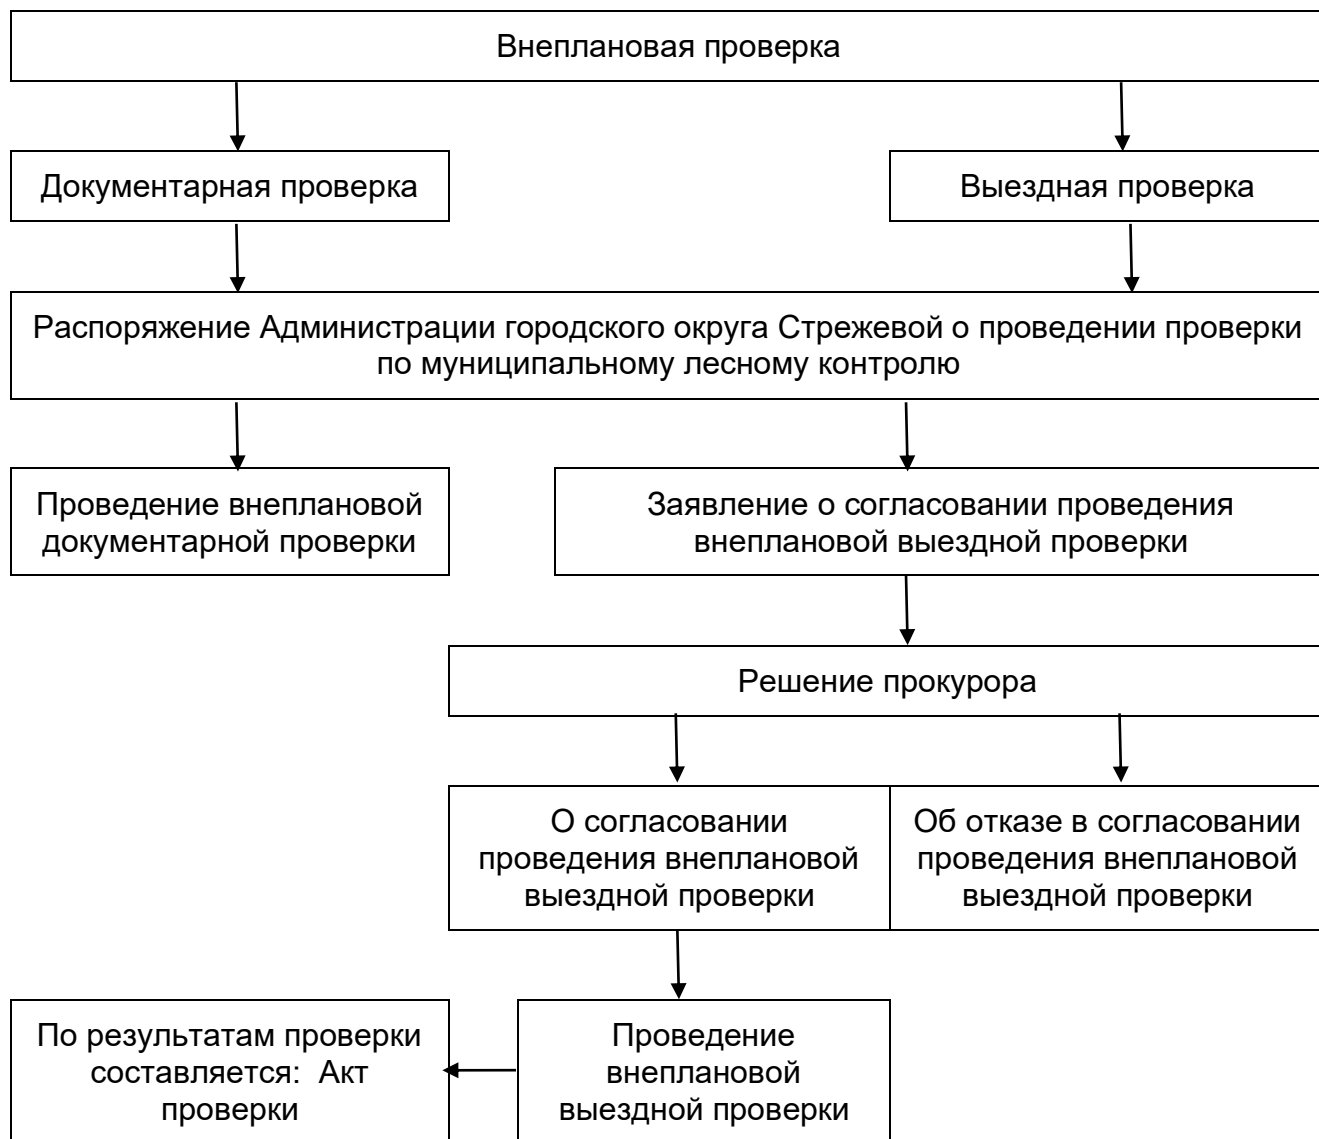 Внеплановая проверка
Документарная проверка
Выездная проверка
Распоряжение Администрации городского округа Стрежевой о проведении проверки
по муниципальному лесному контролю
Проведение внеплановой
документарной проверки
Заявление о согласовании проведения
внеплановой выездной проверки
Решение прокурора
О согласовании
проведения внеплановой
выездной проверки
Об отказе в согласовании
проведения внеплановой
выездной проверки
По результатам проверки
составляется: Акт
проверки
Проведение
внеплановой
выездной проверки